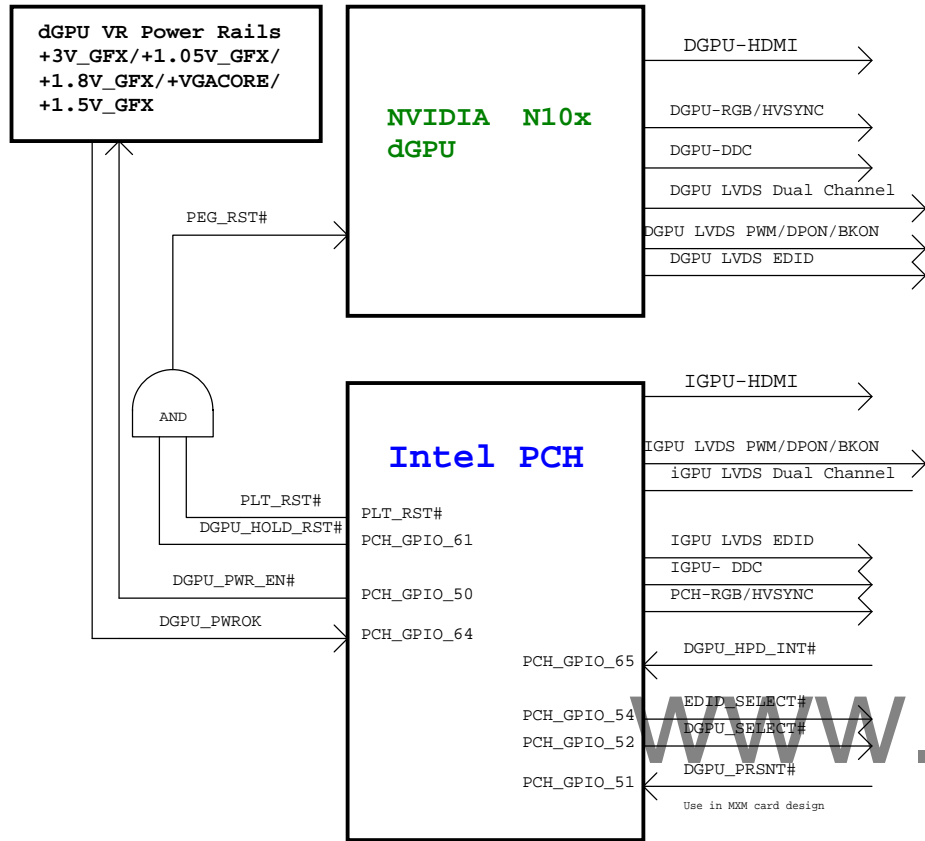 dGPU VR Power Rails
+3V_GFX/+1.05V_GFX/
+1.8V_GFX/+VGACORE/
+1.5V_GFX
NVIDIA N10x
dGPU
DGPU-HDMI
DGPU-RGB/HVSYNC
DGPU-DDC
DGPU LVDS Dual Channel
DGPU LVDS PWM/DPON/BKON
DGPU LVDS EDID
PEG_RST#
AND
PLT_RST#
DGPU_HOLD_RST#
DGPU_PWR_EN#
DGPU_PWROK
Intel PCH
PLT_RST#
PCH_GPIO_61
PCH_GPIO_50
PCH_GPIO_64
PCH_GPIO_65
PCH_GPIO_54
PCH_GPIO_52
PCH_GPIO_51
IGPU-HDMI
IGPU LVDS PWM/DPON/BKON
iGPU LVDS Dual Channel
IGPU LVDS EDID
IGPU- DDC
PCH-RGB/HVSYNC
DGPU_HPD_INT#
EDID_SELECT#
DGPU_SELECT#
DGPU_PRSNT#
Use in MXM card design
www.